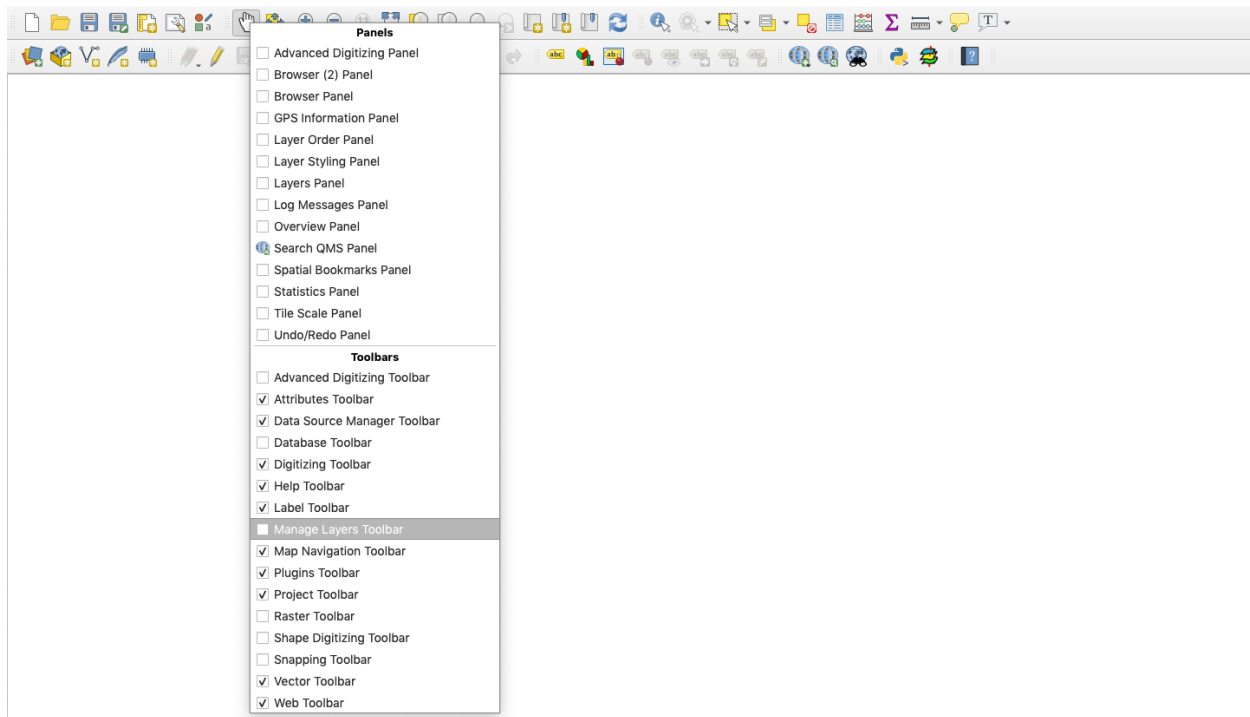 Panels
Advanced Digitizing Panel
Browser (2) Panel
Browser Panel
GPS Information Panel
Layer Order Panel
Layer Styling Panel
Layers Panel
Log Messages Panel
Overview Panel
Search QMS Panel
Spatial Bookmarks Panel
Statistics Panel
Tile Scale Panel
Undo/Redo Panel
Toolbars
Advanced Digitizing Toolbar
Attributes Toolbar
Data Source Manager Toolbar
Database Toolbar
Digitizing Toolbar
Help Toolbar
Label Toolbar
Manage Layers Toolbar
Map Navigation Toolbar
Plugins Toolbar
Project Toolbar
Raster Toolbar
Shape Digitizing Toolbar
Snapping Toolbar
Vector Toolbar
Web Toolbar